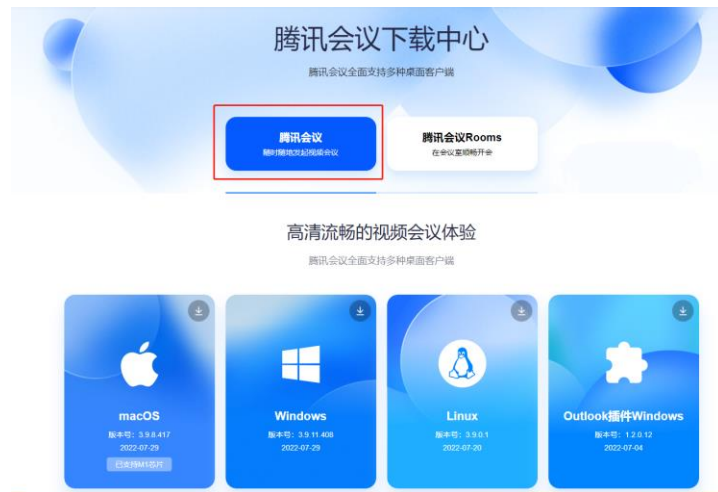 腾讯会议下载中心
腾讯会议全面支持多种桌面客户端
腾讯会议
随时随地发起视频会议
腾讯会议Rooms
在会议室顺畅开会
高清流畅的视频会议体验
腾讯会议全面支持多种桌面客户端
macOS
版本号：3.9.8.417
2022-07-29
已支持M1芯片
Windows
版本号：3.9.11.408
2022-07-29
Linux
版本号：3.9.0.1
2022-07-20
Outlook插件Windows
版本号：1.2.0.12
2022-07-04